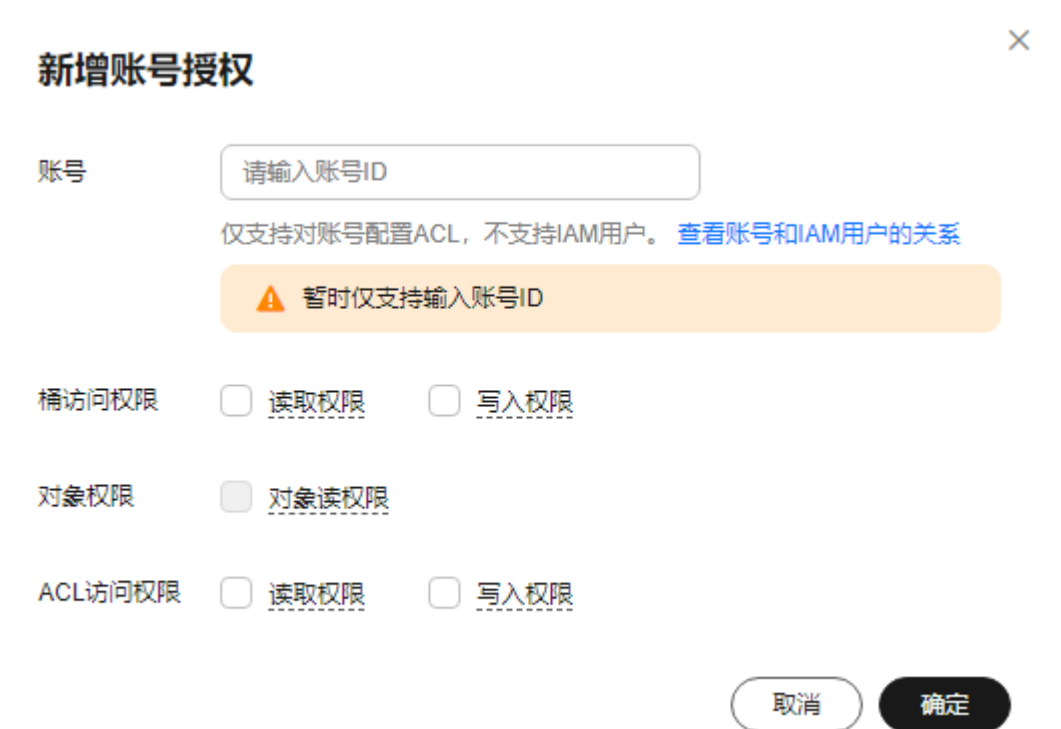 新增账号授权
账号 请输入账号ID
仅支持对账号配置ACL，不支持IAM用户。 查看账号和IAM用户的关系
暂时仅支持输入账号ID
桶访问权限 读取权限 写入权限
对象权限 对象读权限
ACL访问权限 读取权限 写入权限
取消 确定